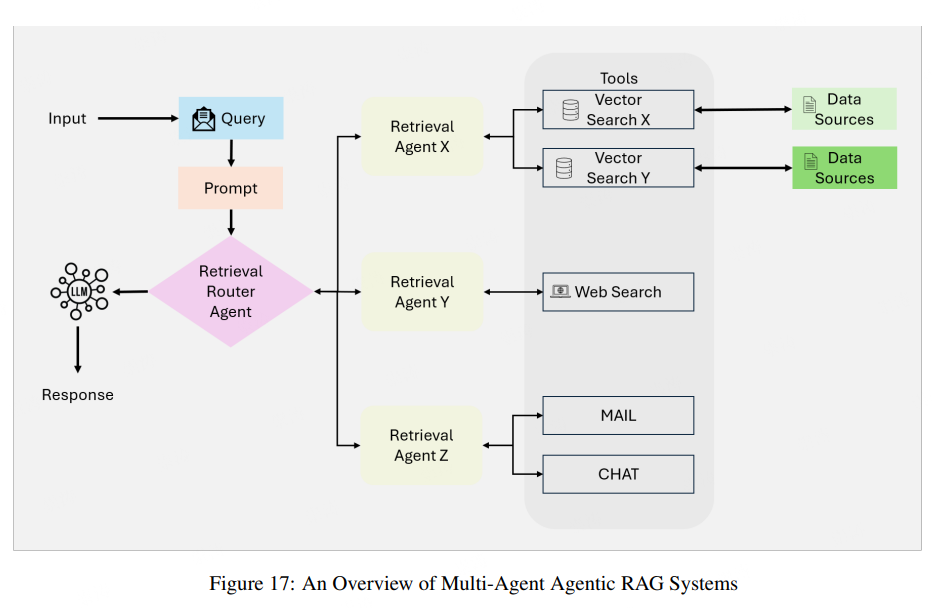 Input
Query
Prompt
Retrieval
Router
Agent
LLM
Response
Retrieval
Agent X
Retrieval
Agent Y
Retrieval
Agent Z
Tools
Vector
Search X
Vector
Search Y
Web Search
MAIL
CHAT
Data
Sources
Data
Sources
Figure 17: An Overview of Multi-Agent Agentic RAG Systems